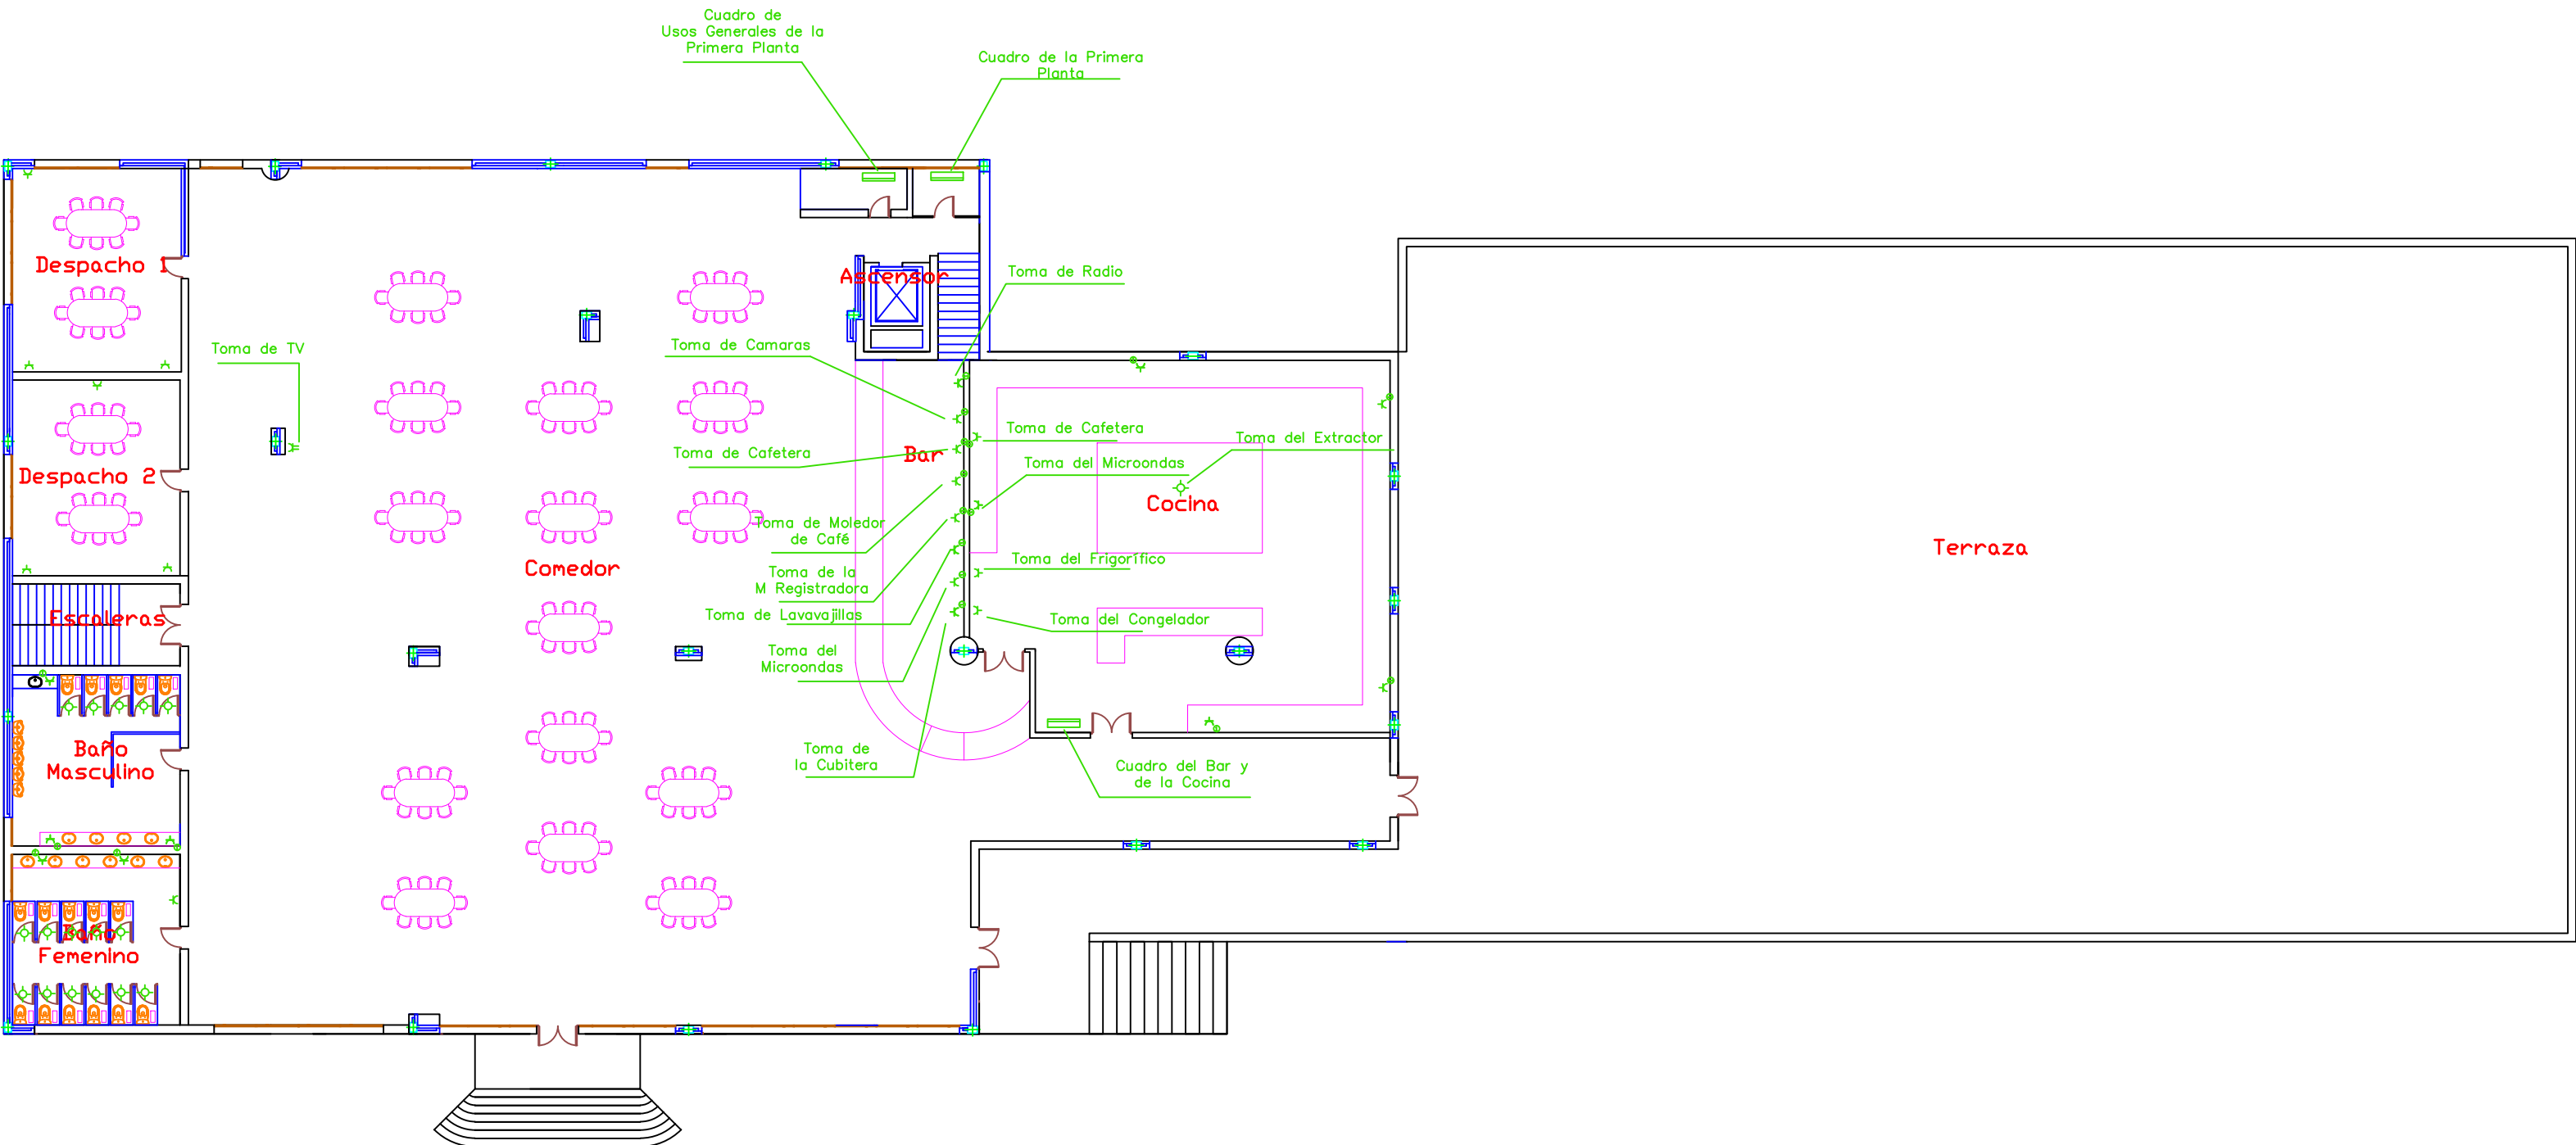 Cuadro de
Usos Generales de la
Primera Planta
Cuadro de la Primera
Planta
Despacho 1
Ascensor
Toma de Radio
Toma de TV
Toma de Camaras
Toma de Cafetera
Toma de Cafetera
Bar
Toma del Extractor
Toma del Microondas
Despacho 2
Cocina
Toma de Moledor
de Café
Terraza
Comedor
Toma del Frigorífico
Toma de la
M Registradora
Toma de Lavavajillas
Escaleras
Toma del Congelador
Toma del
Microondas
Baño
Masculino
Toma de
la Cubitera
Cuadro del Bar y
de la Cocina
Baño
Femenino